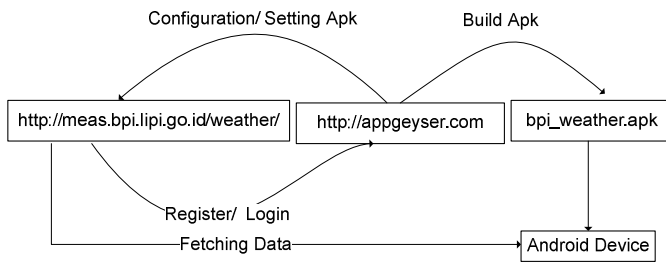 Configuration/ Setting Apk
Build Apk
http://meas.bpi.lipi.go.id/weather/
http://appgeyser.com
bpi_weather.apk
Register/ Login
Fetching Data
Android Device